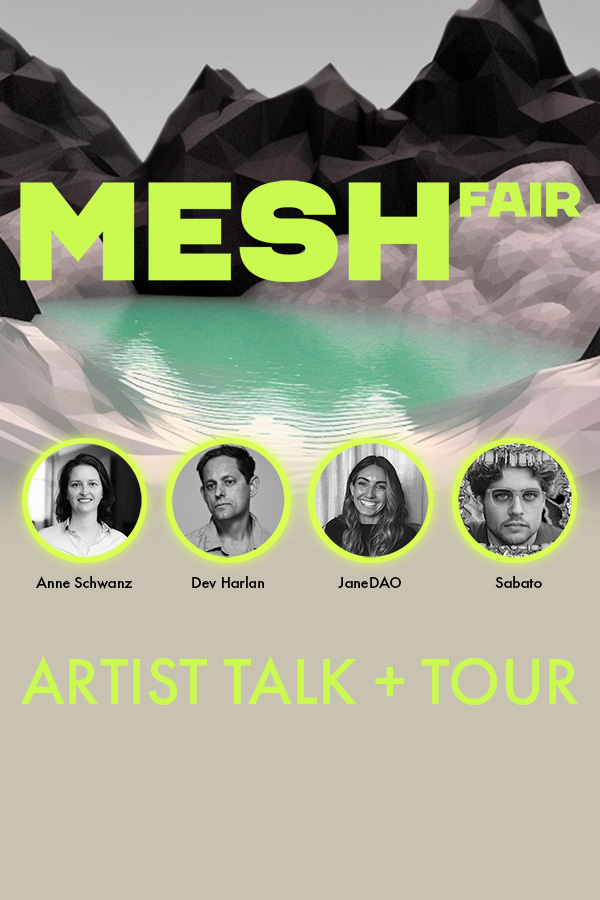 MESH FAIR
Anne Schwanz
Dev Harlan
JaneDAO
Sabato
ARTIST TALK + TOUR